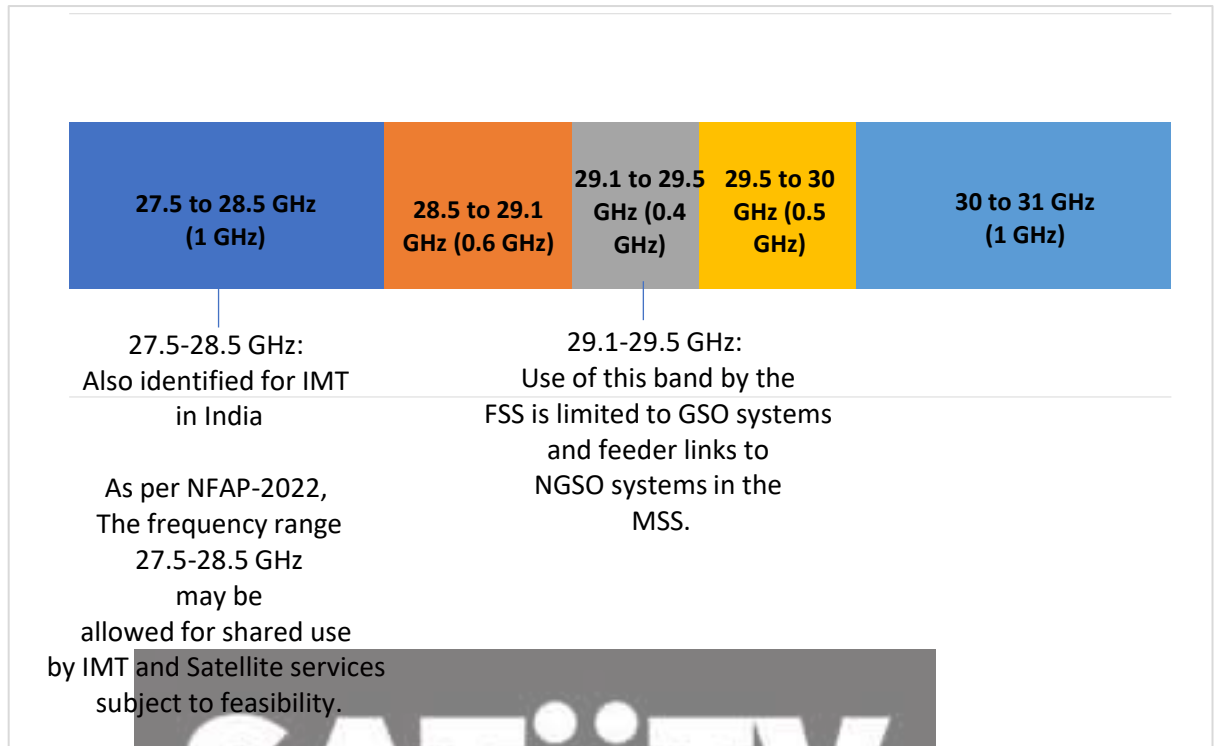 27.5 to 28.5 GHz
(1 GHz)
28.5 to 29.1
GHz (0.6 GHz)
29.1 to 29.5
GHz (0.4
GHz)
29.5 to 30
GHz (0.5
GHz)
30 to 31 GHz
(1 GHz)
27.5-28.5 GHz:
Also identified for IMT
in India
As per NFAP-2022,
The frequency range
27.5-28.5 GHz
may be
allowed for shared use
by IMT and Satellite services
subject to feasibility.
29.1-29.5 GHz:
Use of this band by the
FSS is limited to GSO systems
and feeder links to
NGSO systems in the
MSS.